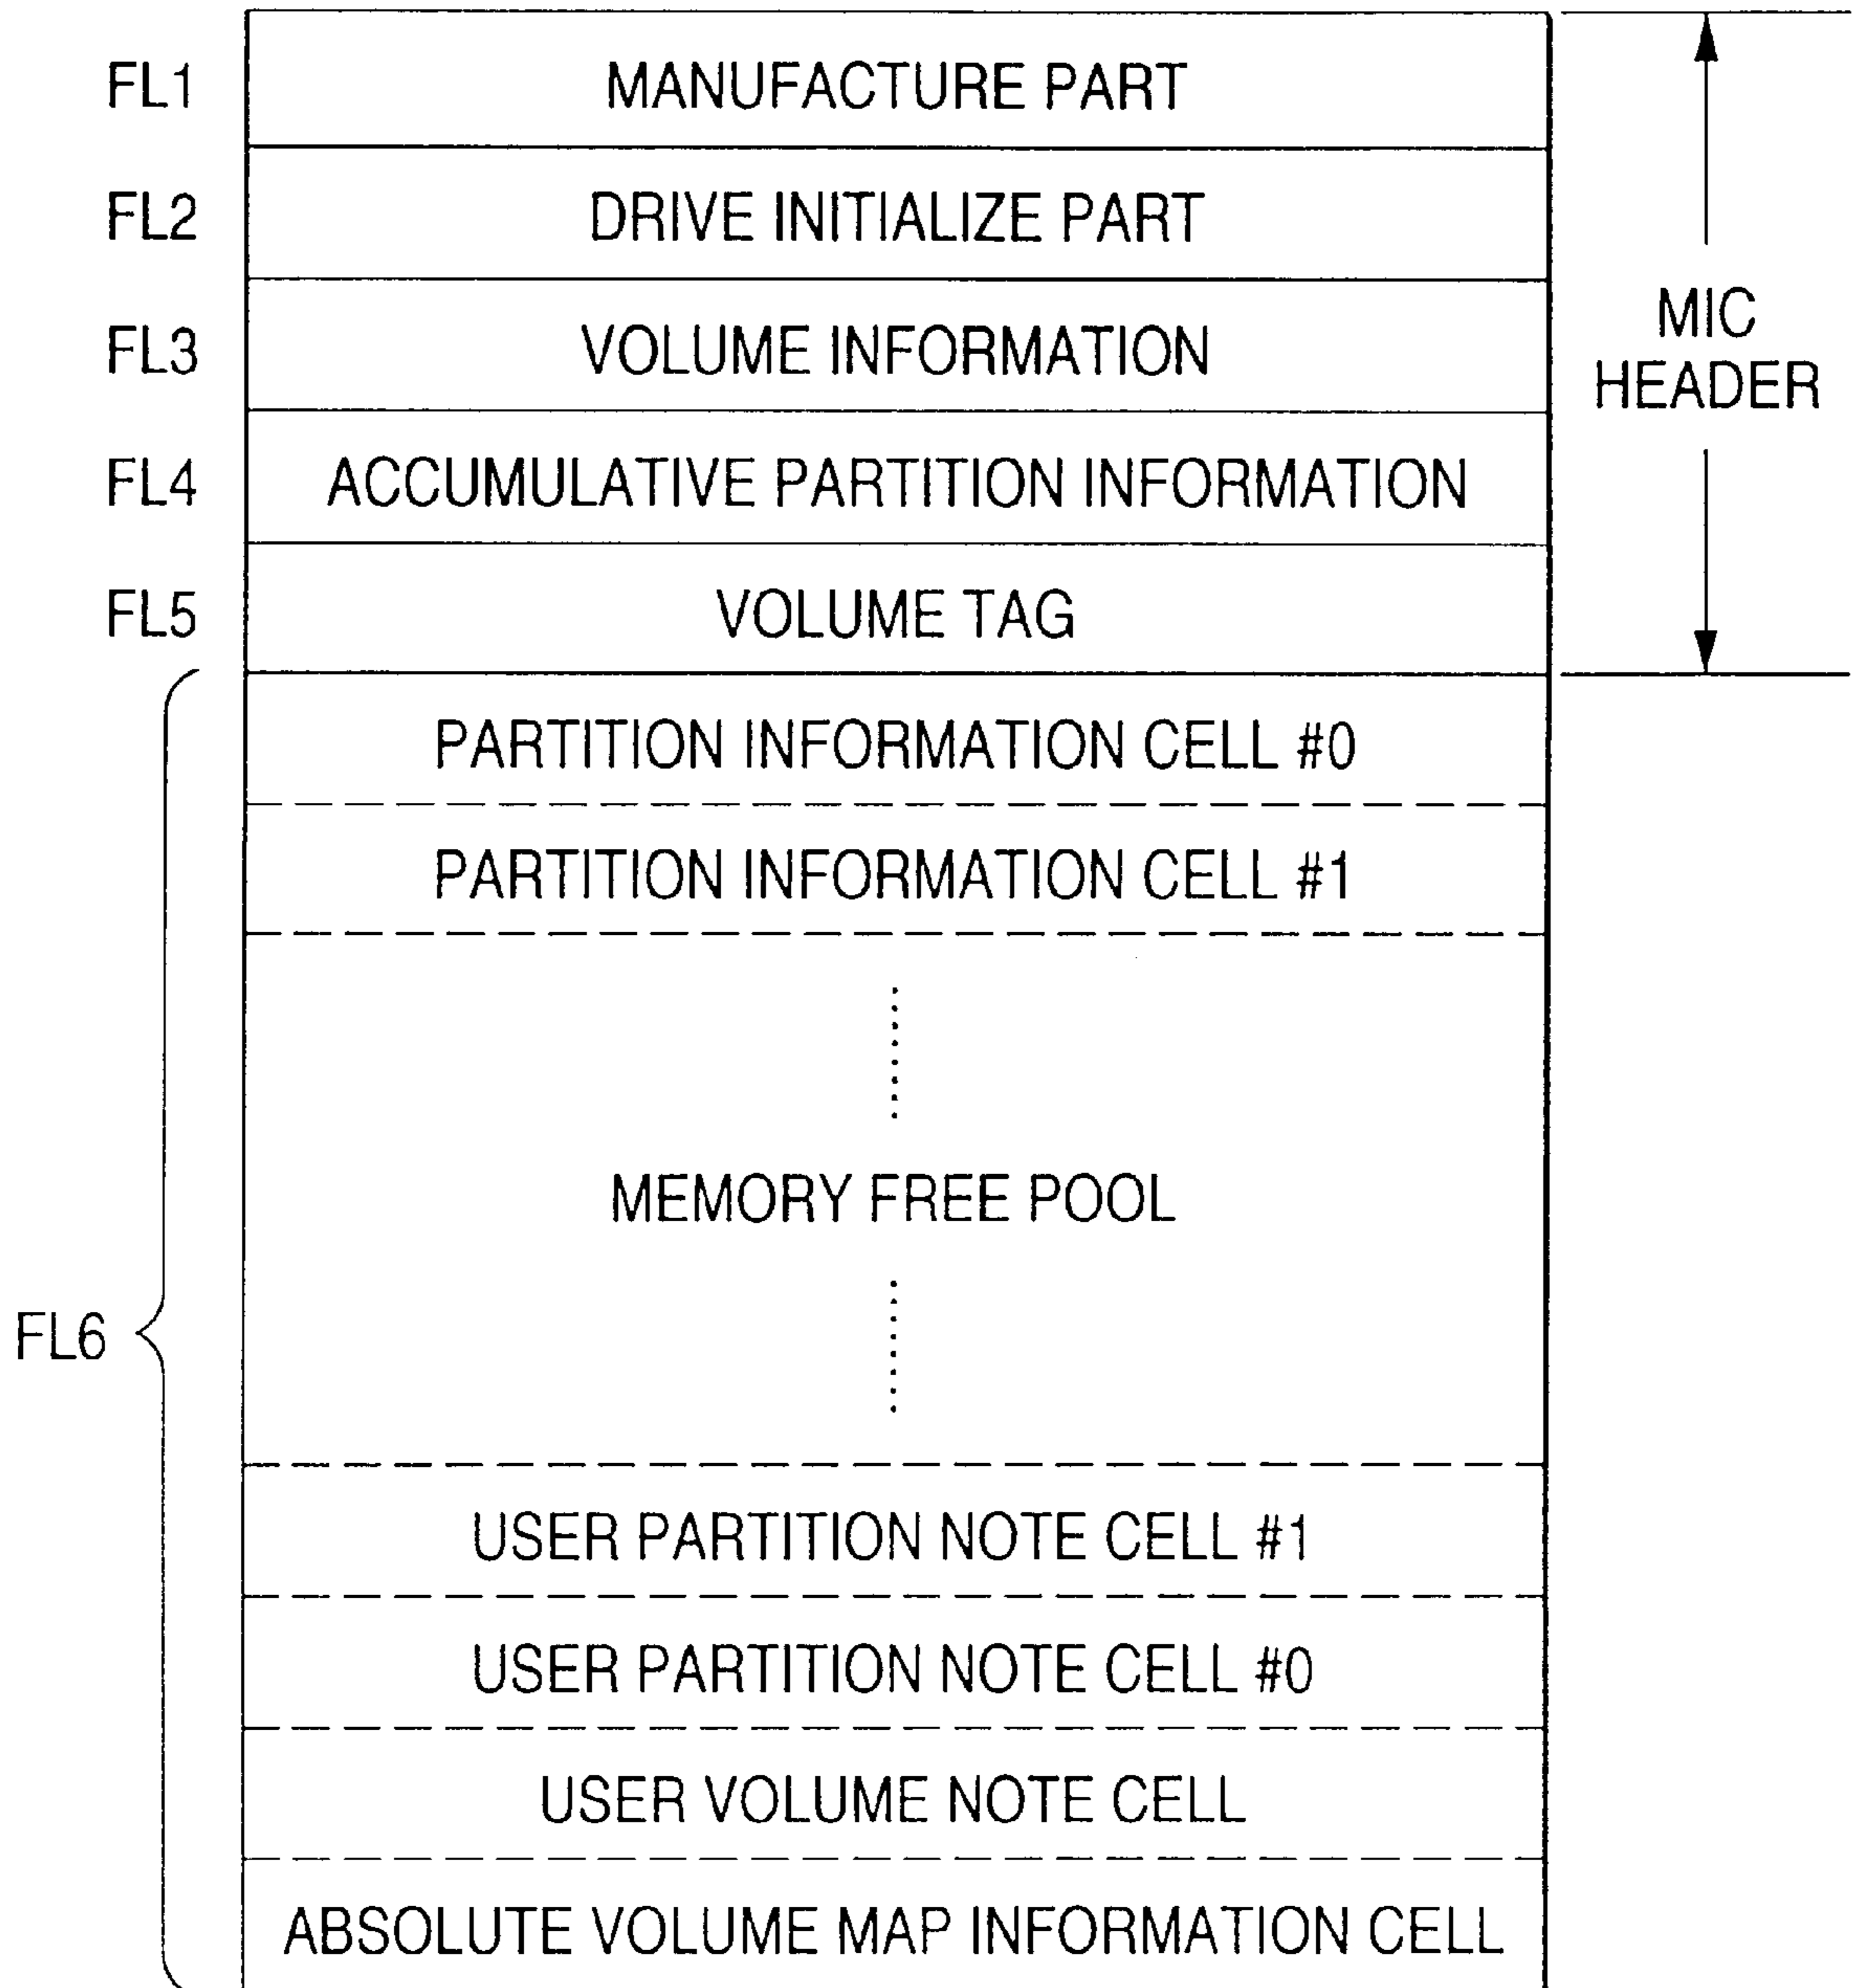 FL1 MANUFACTURE PART
FL2 DRIVE INITIALIZE PART
FL3 VOLUME INFORMATION
MIC
HEADER
FL4 ACCUMULATIVE PARTITION INFORMATION
FL5 VOLUME TAG
PARTITION INFORMATION CELL #0
PARTITION INFORMATION CELL #1
MEMORY FREE POOL
FL6
USER PARTITION NOTE CELL #1
USER PARTITION NOTE CELL #0
USER VOLUME NOTE CELL
ABSOLUTE VOLUME MAP INFORMATION CELL